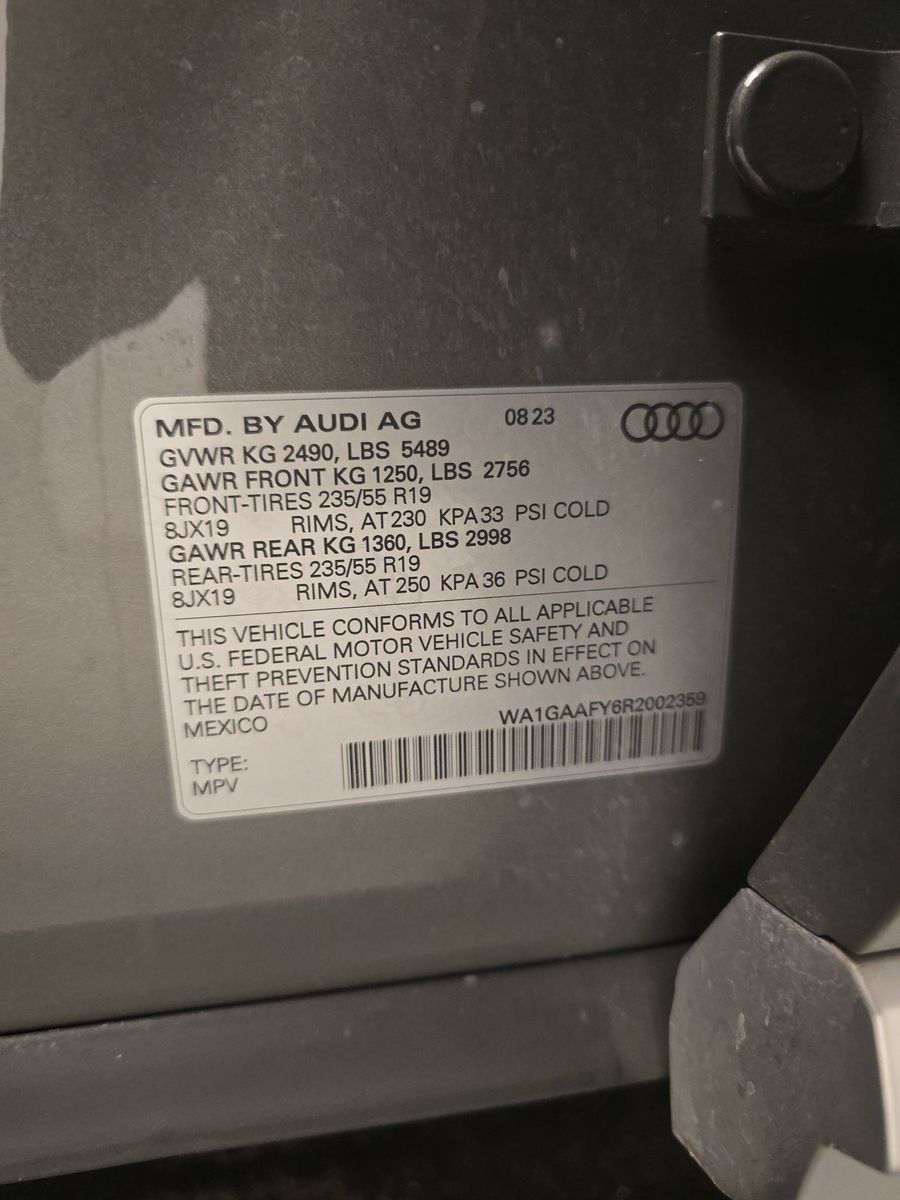 MFD. BY AUDI AG 08 23
GVWR KG 2490, LBS 5489
GAWR FRONT KG 1250, LBS 2756
FRONT-TIRES 235/55 R19
8JX19 RIMS, AT 230 KPA 33 PSI COLD
GAWR REAR KG 1360, LBS 2998
REAR-TIRES 235/55 R19
8JX19 RIMS, AT 250 KPA 36 PSI COLD
THIS VEHICLE CONFORMS TO ALL APPLICABLE
U.S. FEDERAL MOTOR VEHICLE SAFETY AND
THEFT PREVENTION STANDARDS IN EFFECT ON
THE DATE OF MANUFACTURE SHOWN ABOVE.
MEXICO WA1GAAFY6R2002359
TYPE:
MPV